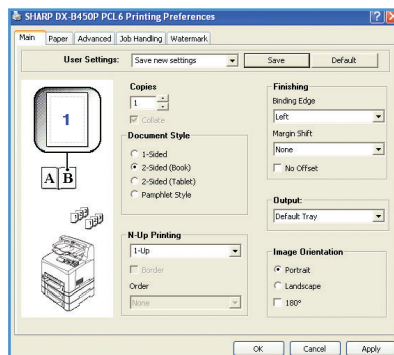 SHARP DX-B450P PCL6 Printing Preferences
Main Paper Advanced Job Handling Watermark
User Settings: Save new settings Save Default
1
A B
Copies
1
Collate
Document Style
1-Sided
2-Sided (Book)
2-Sided (Tablet)
Pamphlet Style
N-Up Printing
1-Up
Border
Order
None
Finishing
Binding Edge
Left
Margin Shift
None
No Offset
Output:
Default Tray
Image Orientation
Portrait
Landscape
180°
OK Cancel Apply